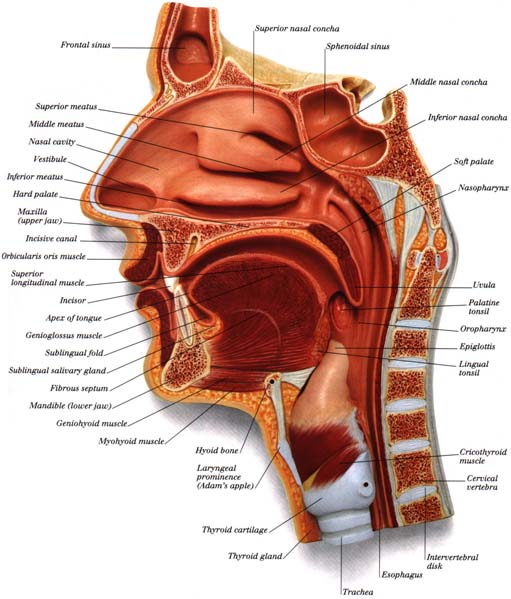 Superior nasal concha
Frontal sinus
Sphenoidal sinus
Middle nasal concha
Superior meatus
Inferior nasal concha
Middle meatus
Nasal cavity
Vestibule
Soft palate
Inferior meatus
Nasopharynx
Hard palate
Maxilla
(upper jaw)
Incisive canal
Orbicularis oris muscle
Superior
longitudinal muscle
Uvula
Incisor
Palatine
tonsil
Apex of tongue
Oropharynx
Genioglossus muscle
Epiglottis
Sublingual fold
Lingual
tonsil
Sublingual salivary gland
Fibrous septum
Mandible (lower jaw)
Geniohyoid muscle
Myohyoid muscle
Hyoid bone
Cricothyroid
muscle
Laryngeal
prominence
(Adam's apple)
Cervical
vertebra
Thyroid cartilage
Thyroid gland
Intervertebral
disk
Esophagus
Trachea